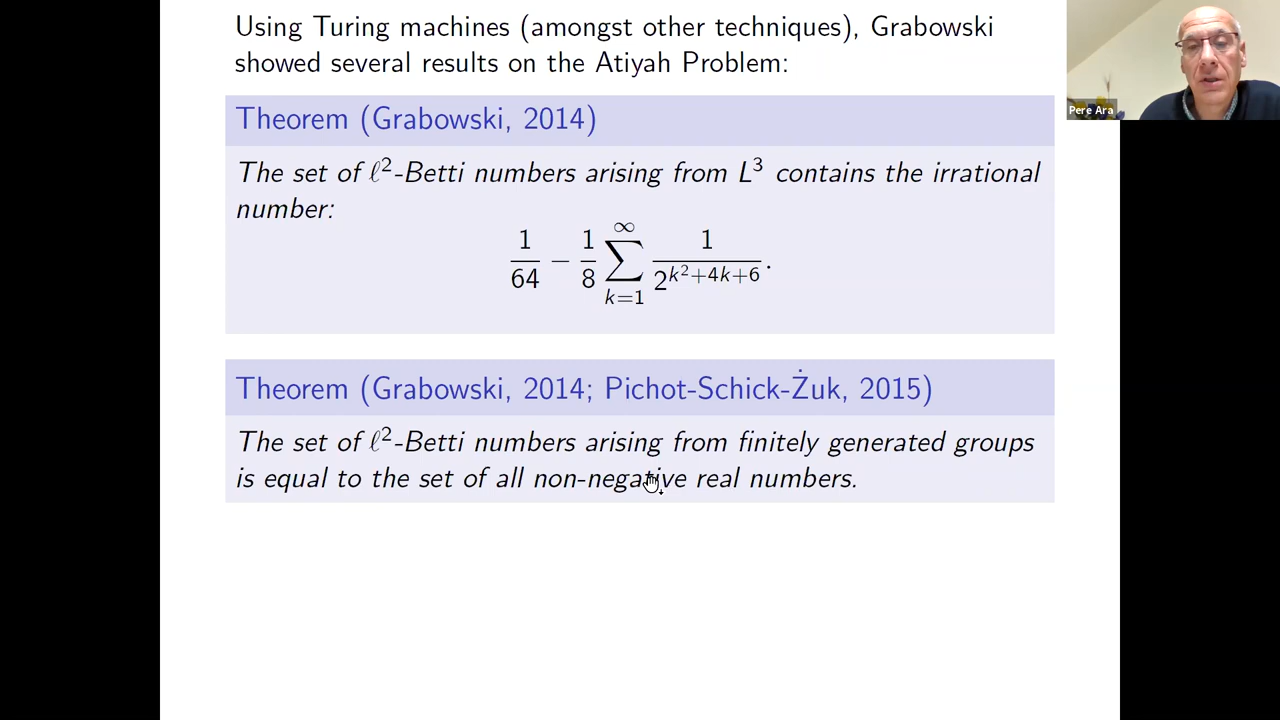 Using Turing machines (amongst other techniques), Grabowski
showed several results on the Atiyah Problem:
Theorem (Grabowski, 2014)
The set of ℓ²-Betti numbers arising from L³ contains the irrational
number:
1/64 − 1/8 ∑_{k=1}^{∞} 1/2^{k²+4k+6}.
Theorem (Grabowski, 2014; Pichot-Schick-Żuk, 2015)
The set of ℓ²-Betti numbers arising from finitely generated groups
is equal to the set of all non-negative real numbers.
Pere Ara